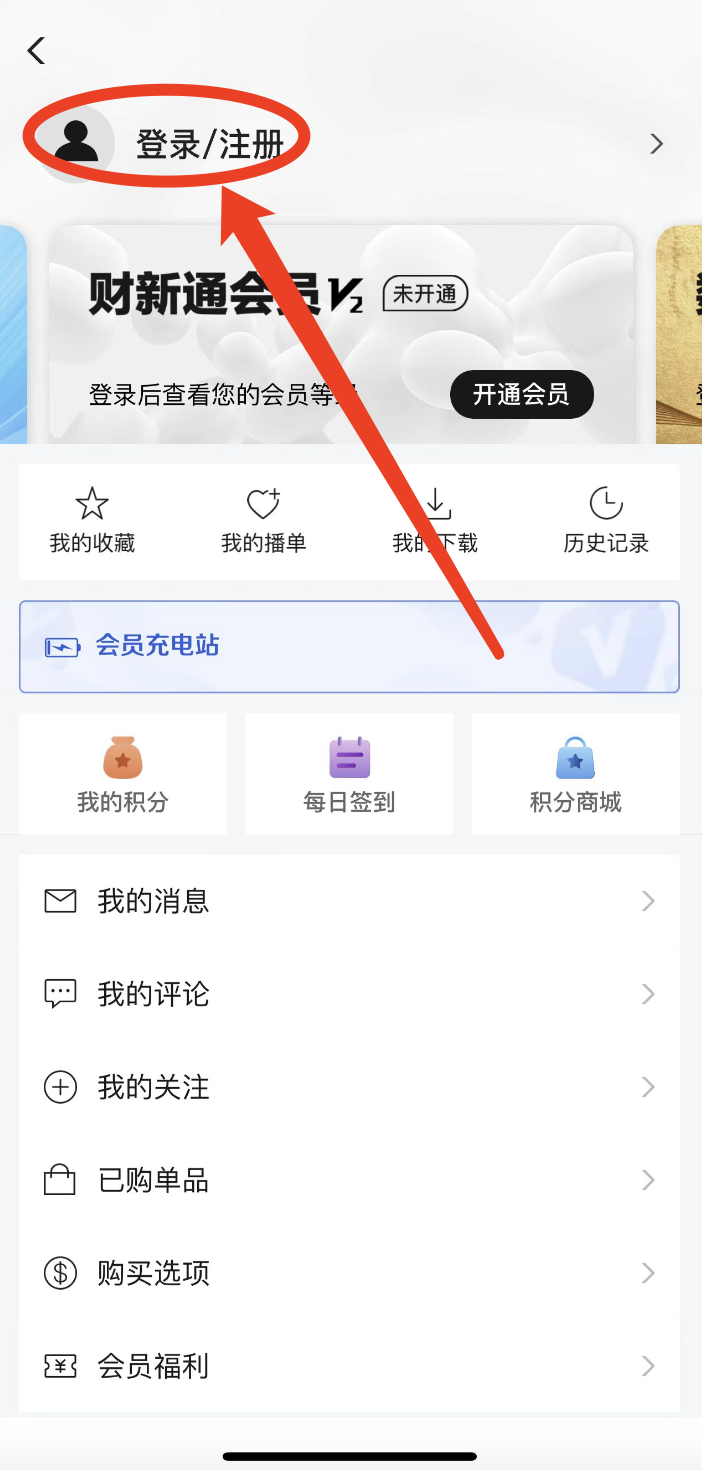 登录/注册
财新通会员V2 未开通
登录后查看您的会员等
开通会员
我的收藏 我的播单 我的下载 历史记录
会员充电站
我的积分 每日签到 积分商城
我的消息
我的评论
我的关注
已购单品
购买选项
会员福利